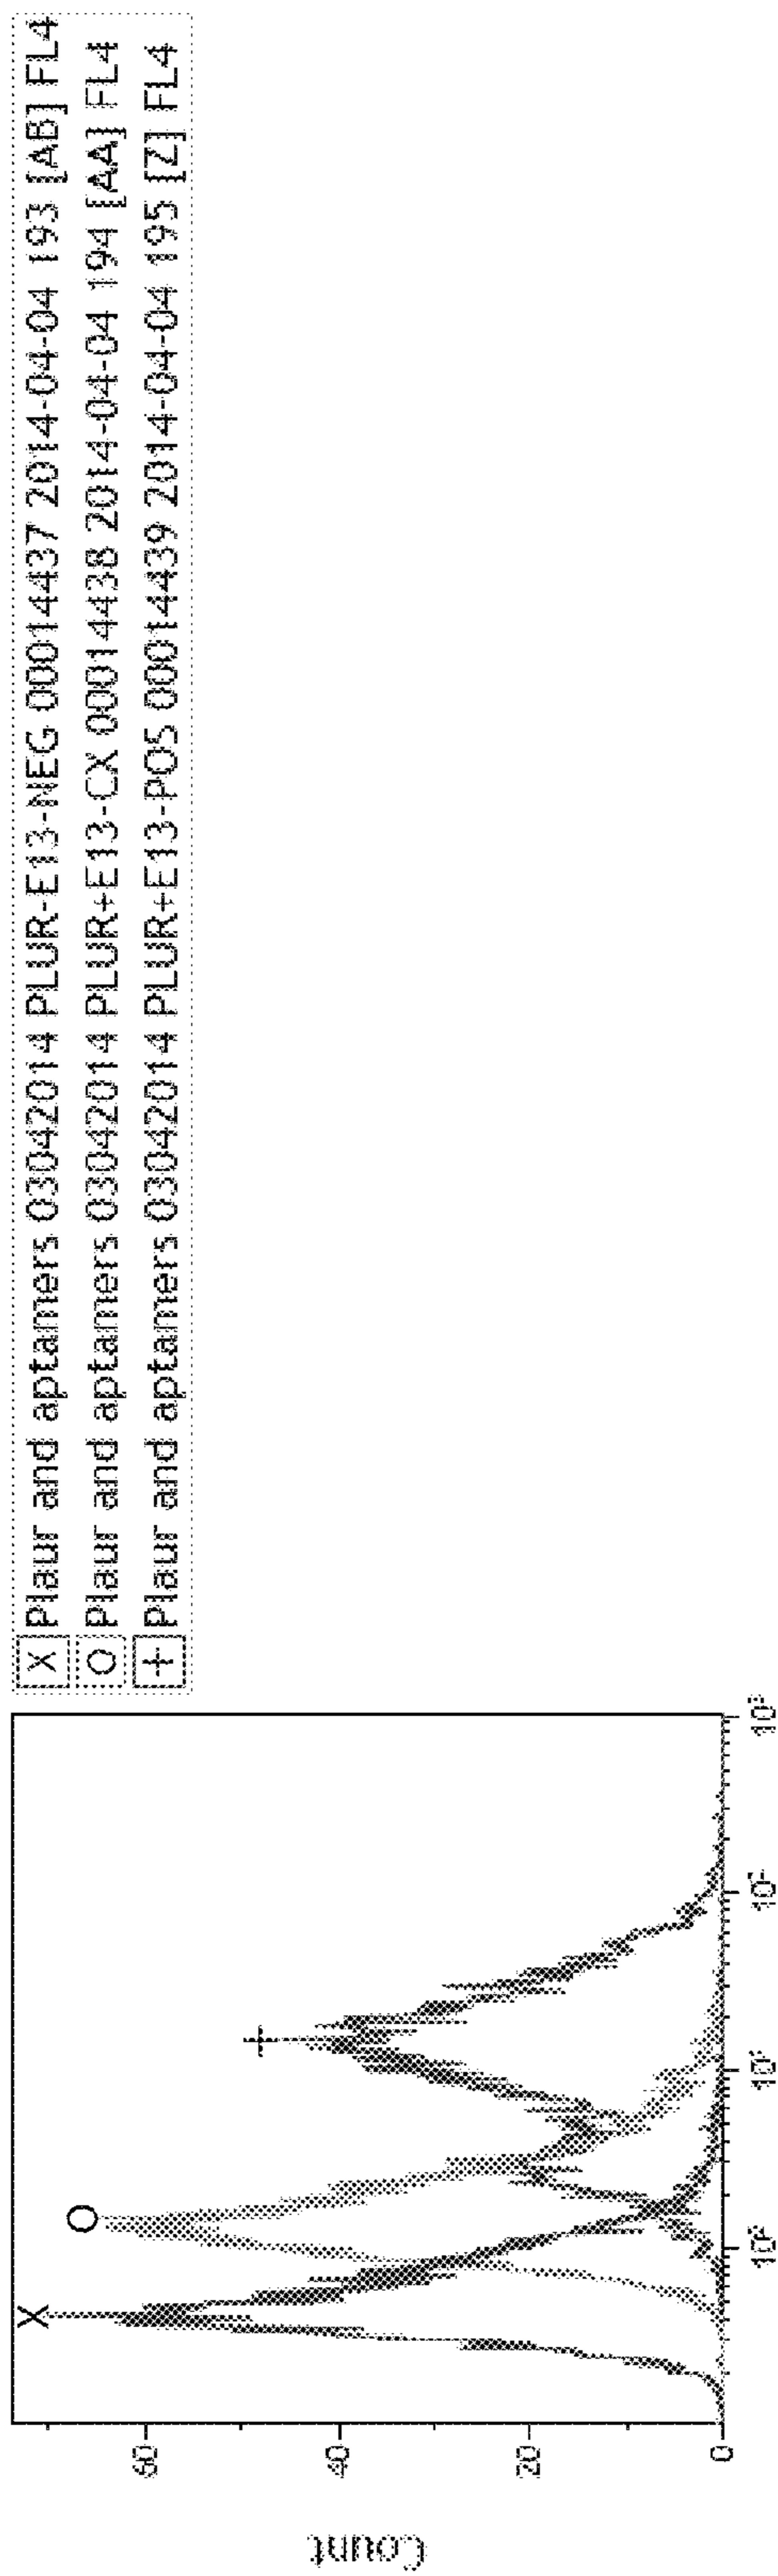 X Plaur and aptamers 03042014 PLUR-E13-NEG 00014437 2014-04-04 193 [AB] FL4
O Plaur and aptamers 03042014 PLUR+E13-CX 00014438 2014-04-04 194 [AA] FL4
+ Plaur and aptamers 03042014 PLUR+E13-POS 00014439 2014-04-04 195 [Z] FL4
X
O
+
Count
60
40
20
0